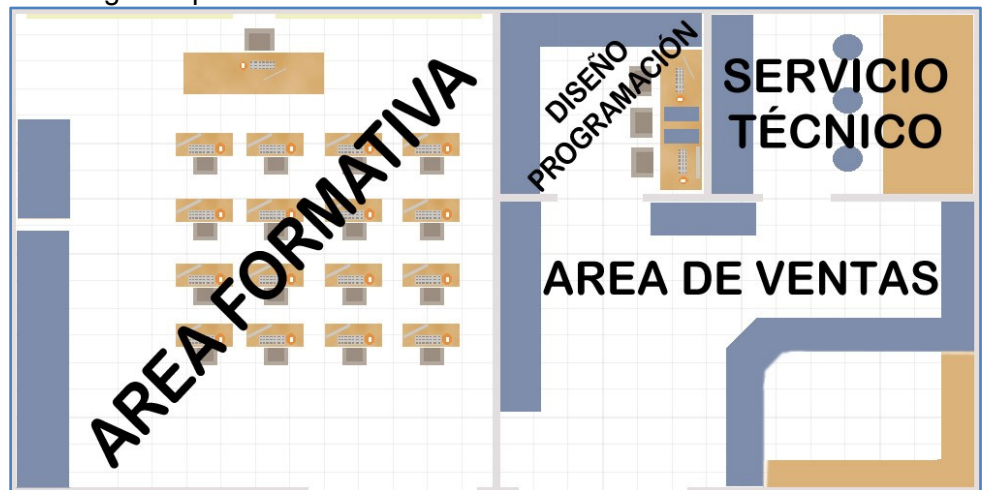 AREA FORMATIVA
DISEÑO
PROGRAMACIÓN
SERVICIO
TÉCNICO
AREA DE VENTAS